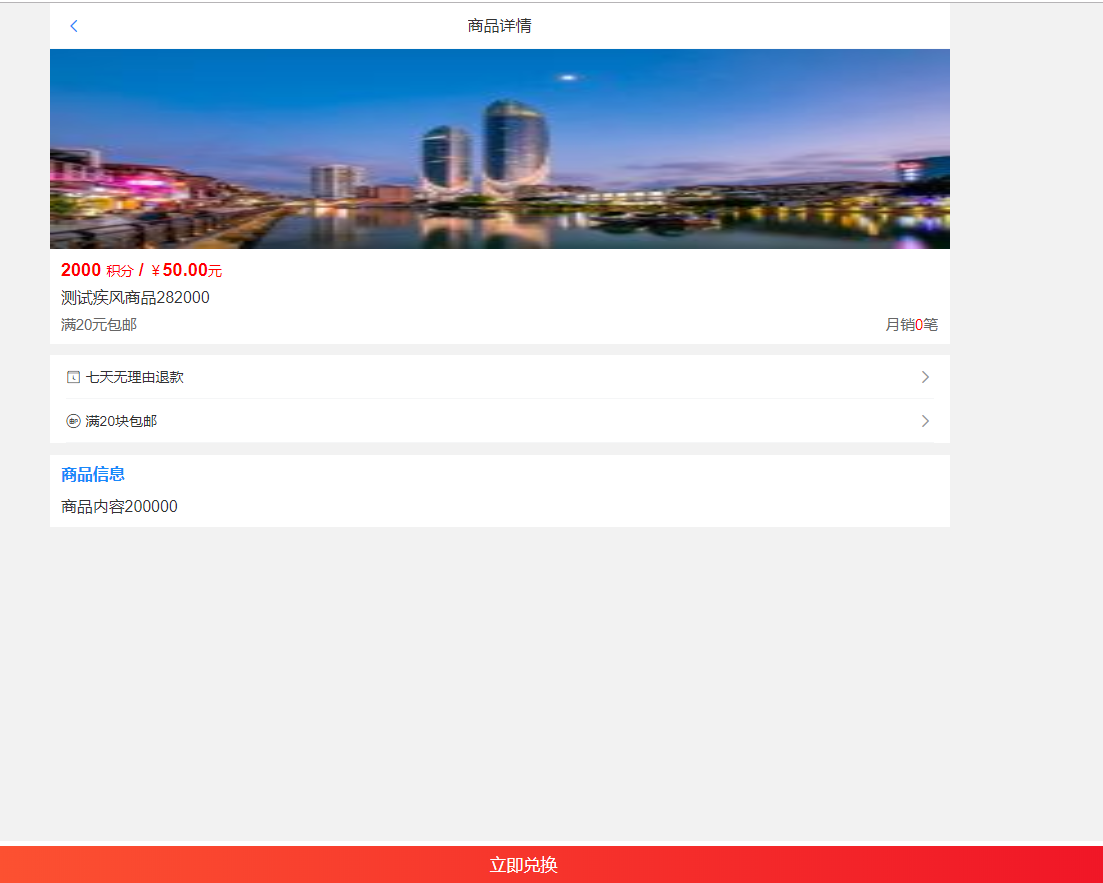 商品详情
2000 积分 / ￥50.00元
测试疾风商品282000
满20元包邮 月销0笔
七天无理由退款
满20块包邮
商品信息
商品内容200000
立即兑换